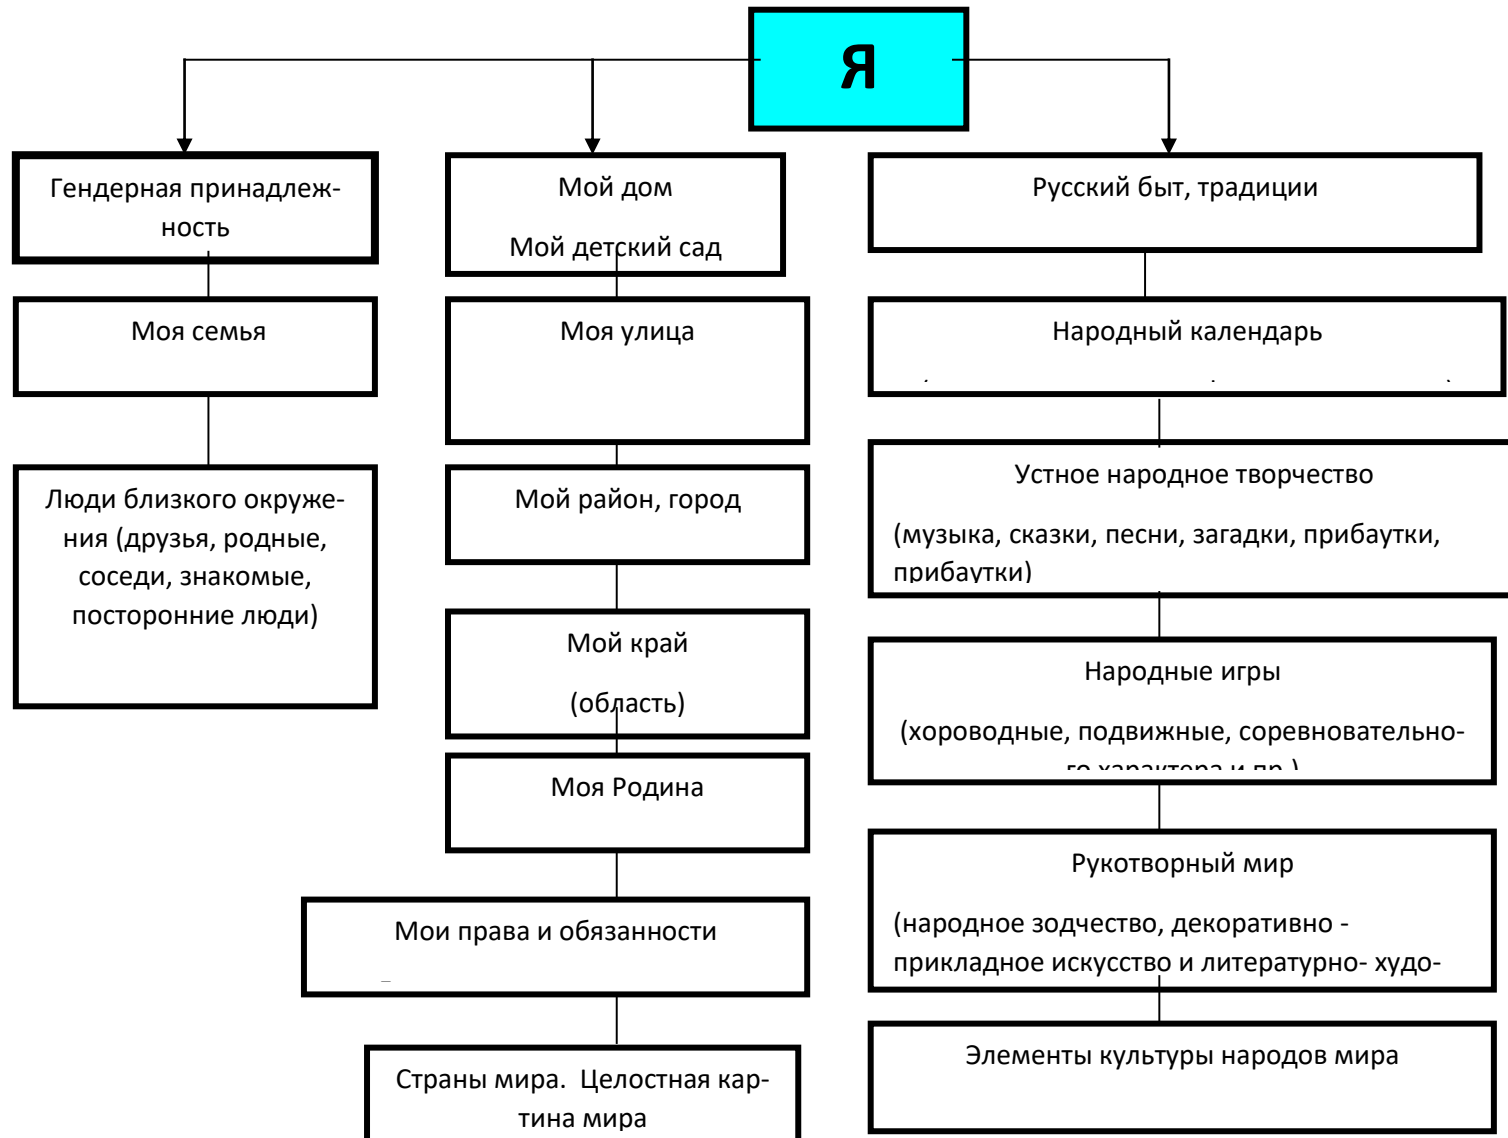 Я
Гендерная принадлеж-
ность
Моя семья
Люди близкого окруже-
ния (друзья, родные,
соседи, знакомые,
посторонние люди)
Мой дом
Мой детский сад
Моя улица
Мой район, город
Мой край
(область)
Моя Родина
Мои права и обязанности
Страны мира. Целостная кар-
тина мира
Русский быт, традиции
Народный календарь
Устное народное творчество
(музыка, сказки, песни, загадки, прибаутки,
прибаутки)
Народные игры
(хороводные, подвижные, соревновательно-
го характера и пр.)
Рукотворный мир
(народное зодчество, декоративно -
прикладное искусство и литературно- худо-
Элементы культуры народов мира